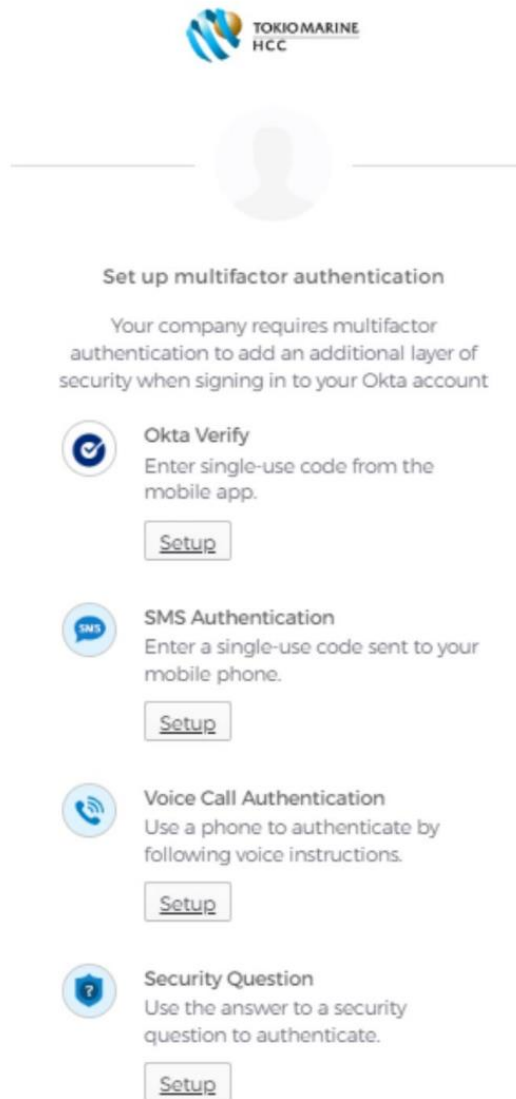 TOKIO MARINE
HCC
Set up multifactor authentication
Your company requires multifactor
authentication to add an additional layer of
security when signing in to your Okta account
Okta Verify
Enter single-use code from the
mobile app.
Setup
SMS
SMS Authentication
Enter a single-use code sent to your
mobile phone.
Setup
Voice Call Authentication
Use a phone to authenticate by
following voice instructions.
Setup
?
Security Question
Use the answer to a security
question to authenticate.
Setup